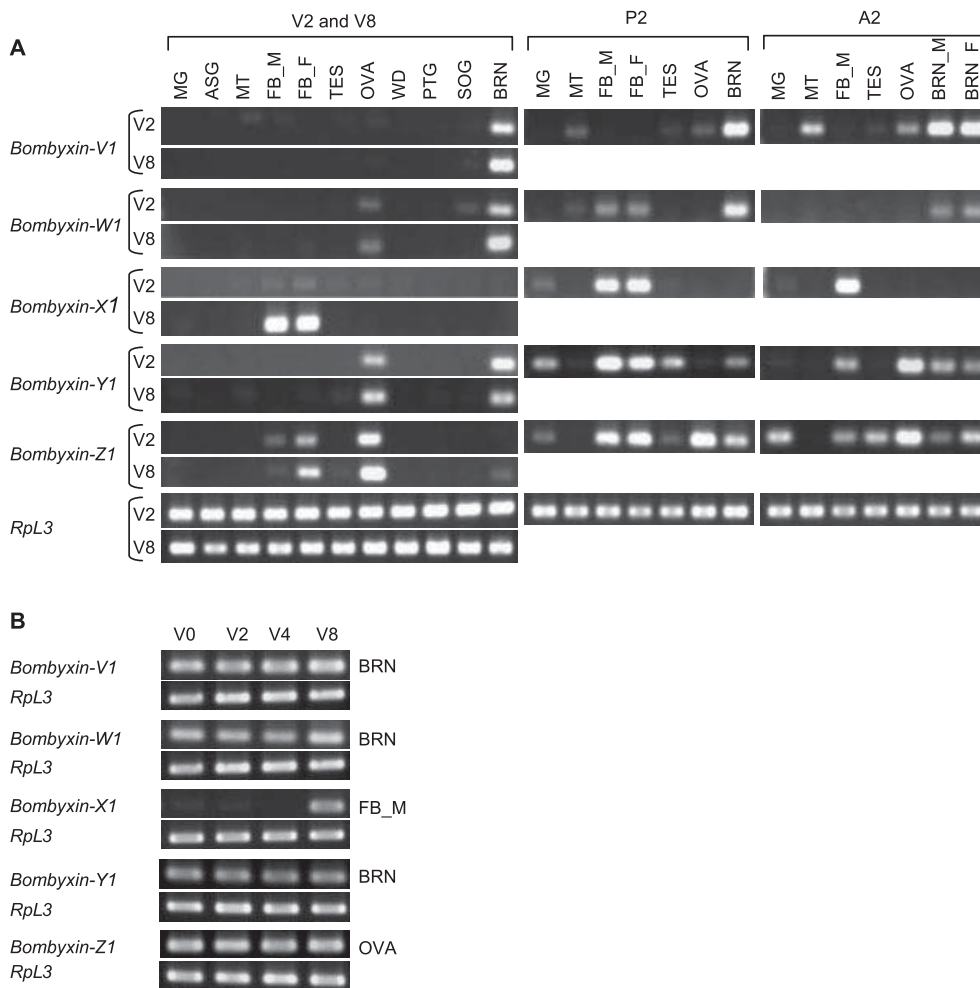 V2 and V8 P2 A2
A
MG ASG MT FB_M FB_F TES OVA WD PTG SOG BRN MG MT FB_M FB_F TES OVA BRN MG MT FB_M TES OVA BRN_M BRN_F
V2
Bombyxin-V1
V8
V2
Bombyxin-W1
V8
V2
Bombyxin-X1
V8
V2
Bombyxin-Y1
V8
V2
Bombyxin-Z1
V8
V2
RpL3
V8
B
V0 V2 V4 V8
Bombyxin-V1 BRN
RpL3
Bombyxin-W1 BRN
RpL3
Bombyxin-X1 FB_M
RpL3
Bombyxin-Y1 BRN
RpL3
Bombyxin-Z1 OVA
RpL3